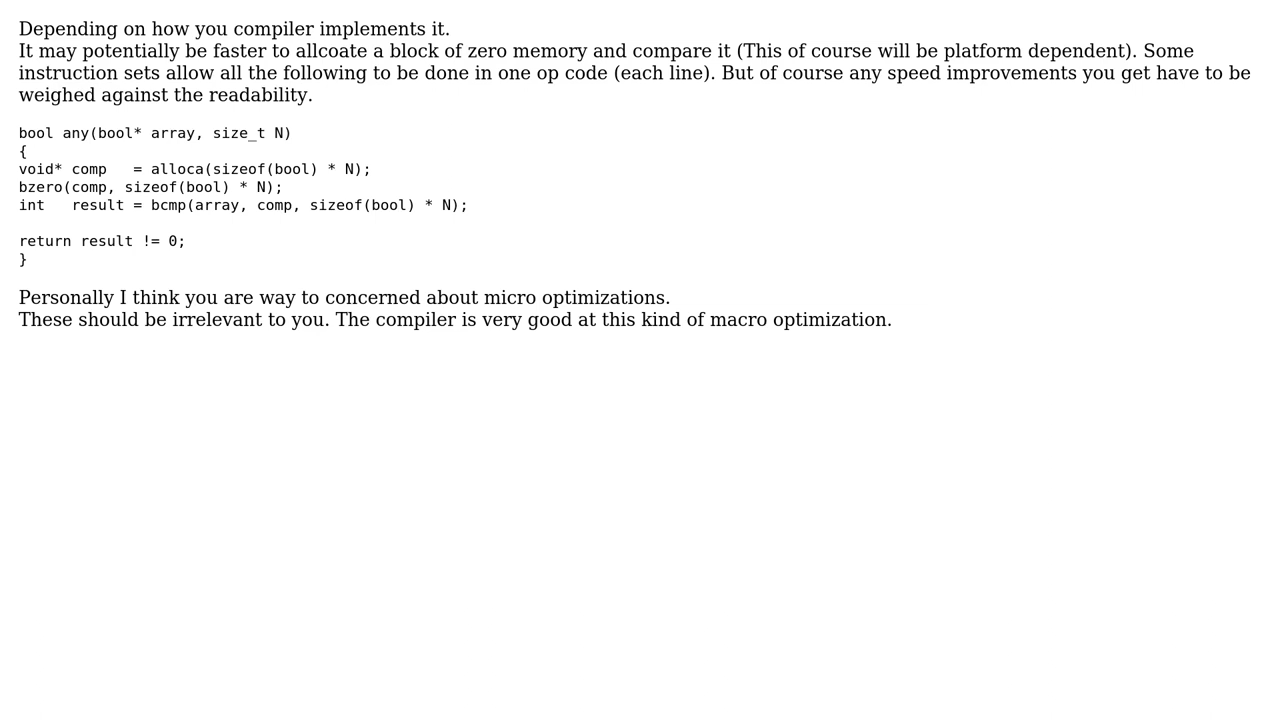 Depending on how you compiler implements it.
It may potentially be faster to allcoate a block of zero memory and compare it (This of course will be platform dependent). Some
instruction sets allow all the following to be done in one op code (each line). But of course any speed improvements you get have to be
weighed against the readability.
bool any(bool* array, size_t N)
{
void* comp   = alloca(sizeof(bool) * N);
bzero(comp, sizeof(bool) * N);
int   result = bcmp(array, comp, sizeof(bool) * N);

return result != 0;
}
Personally I think you are way to concerned about micro optimizations.
These should be irrelevant to you. The compiler is very good at this kind of macro optimization.